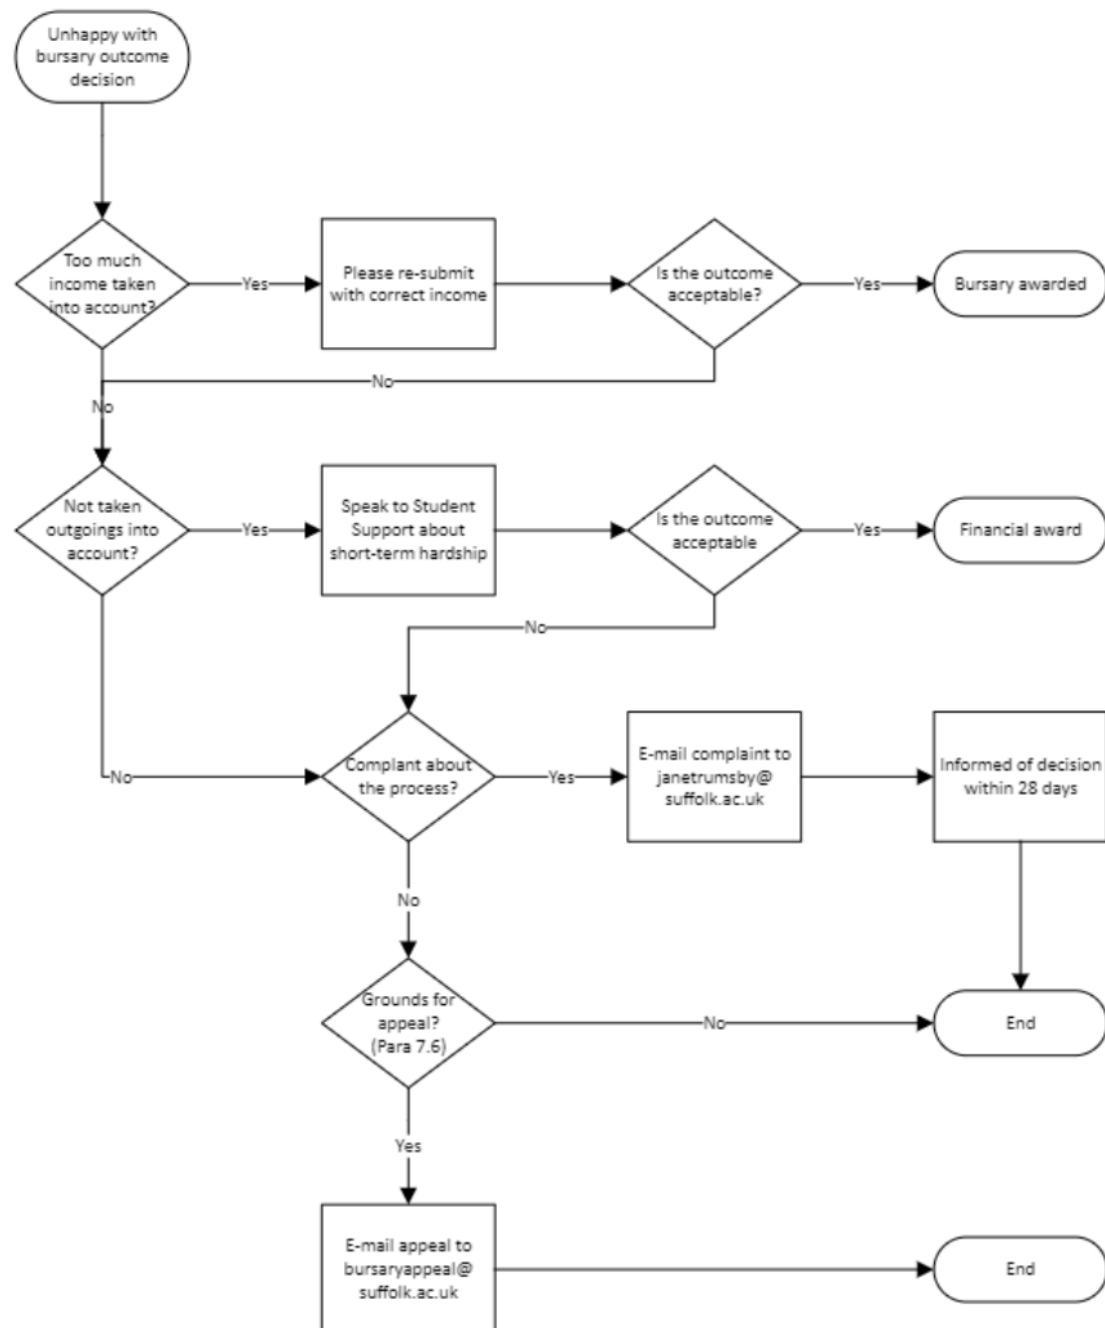 Unhappy with
bursary outcome
decision
Too much
income taken
into account?
Yes
Please re-submit
with correct income
Is the outcome
acceptable?
Yes
Bursary awarded
No
No
Not taken
outgoings into
account?
Yes
Speak to Student
Support about
short-term hardship
Is the outcome
acceptable
Yes
Financial award
No
No
Complant about
the process?
Yes
E-mail complaint to
janetrumsby@
suffolk.ac.uk
Informed of decision
within 28 days
No
Grounds for
appeal?
(Para 7.6)
No
End
Yes
E-mail appeal to
bursaryappeal@
suffolk.ac.uk
End